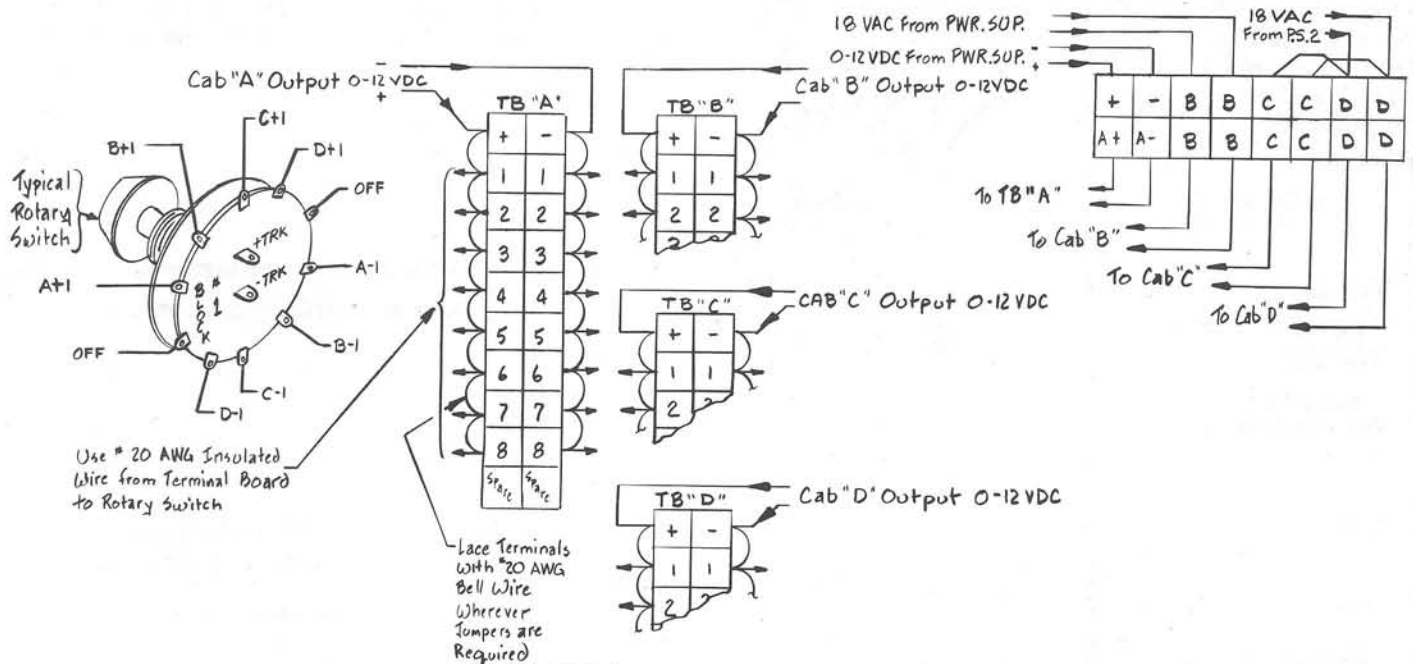 18 VAC From PWR. SUP.
0-12 VDC From PWR. SUP. -
+
18 VAC
From P.S.2
+ - B B C C D D
A+ A- B B C C D D
To TB "A"
To Cab "B"
To Cab "C"
To Cab "D"
Cab "A" Output 0-12 VDC
-
+
TB "A"
+ -
1 1
2 2
3 3
4 4
5 5
6 6
7 7
8 8
Spare Spare
Cab "B" Output 0-12VDC
TB "B"
+ -
1 1
2 2
CAB "C" Output 0-12 VDC
TB "C"
+ -
1 1
2
Cab "D" Output 0-12 VDC
TB "D"
+ -
1 1
2
Typical
Rotary
Switch
A+1
B+1
C+1
D+1
OFF
A-1
B-1
C-1
D-1
OFF
+TRK
-TRK
BLOCK
#1
Use # 20 AWG Insulated
Wire from Terminal Board
to Rotary Switch
Lace Terminals
With #20 AWG
Bell Wire
Wherever
Jumpers are
Required